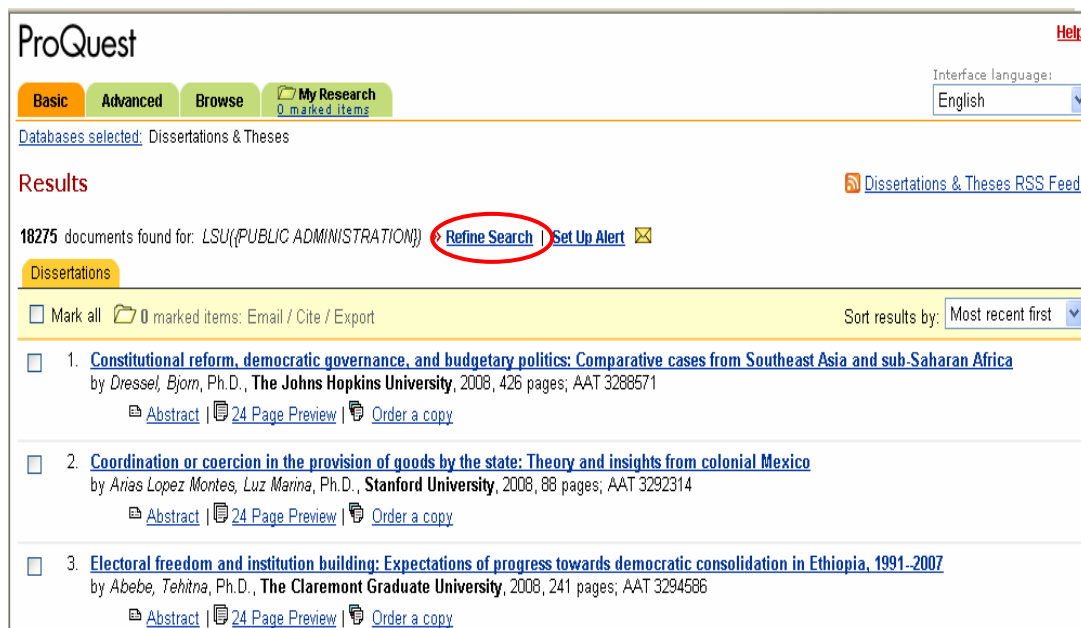 ProQuest
Help
Interface language:
English
Basic Advanced Browse My Research
0 marked items
Databases selected: Dissertations & Theses
Results
Dissertations & Theses RSS Feed
18275 documents found for: LSU({PUBLIC ADMINISTRATION}) » Refine Search | Set Up Alert
Dissertations
Mark all 0 marked items: Email / Cite / Export
Sort results by: Most recent first
1. Constitutional reform, democratic governance, and budgetary politics: Comparative cases from Southeast Asia and sub-Saharan Africa
by Dressel, Bjorn, Ph.D., The Johns Hopkins University, 2008, 426 pages; AAT 3288571
Abstract | 24 Page Preview | Order a copy
2. Coordination or coercion in the provision of goods by the state: Theory and insights from colonial Mexico
by Arias Lopez Montes, Luz Marina, Ph.D., Stanford University, 2008, 88 pages; AAT 3292314
Abstract | 24 Page Preview | Order a copy
3. Electoral freedom and institution building: Expectations of progress towards democratic consolidation in Ethiopia, 1991--2007
by Abebe, Tehitna, Ph.D., The Claremont Graduate University, 2008, 241 pages; AAT 3294586
Abstract | 24 Page Preview | Order a copy